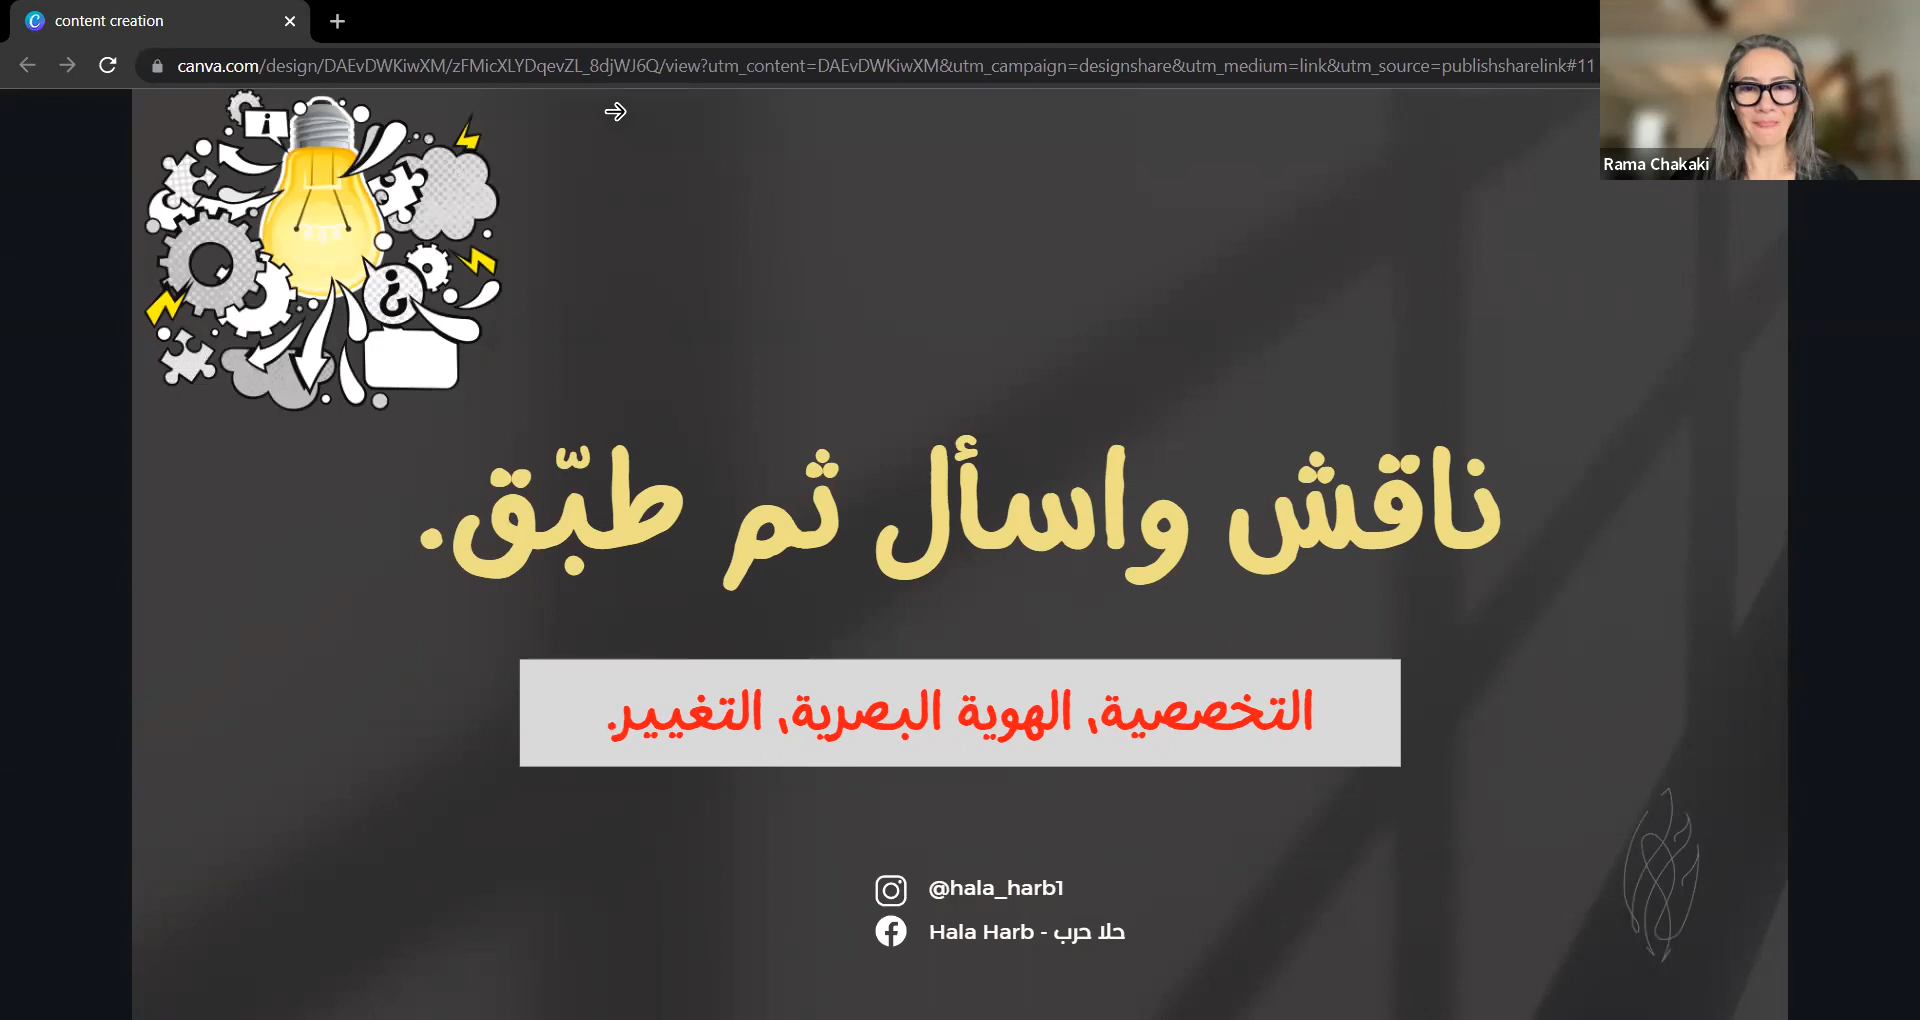 content creation
canva.com/design/DAEvDWKiwXM/zFMicXLYDqevZL_8djWJ6Q/view?utm_content=DAEvDWKiwXM&utm_campaign=designshare&utm_medium=link&utm_source=publishsharelink#11
Rama Chakaki
ناقش واسأل ثم طبّق.
التخصصية, الهوية البصرية, التغيير.
@hala_harb1
Hala Harb - حلا حرب